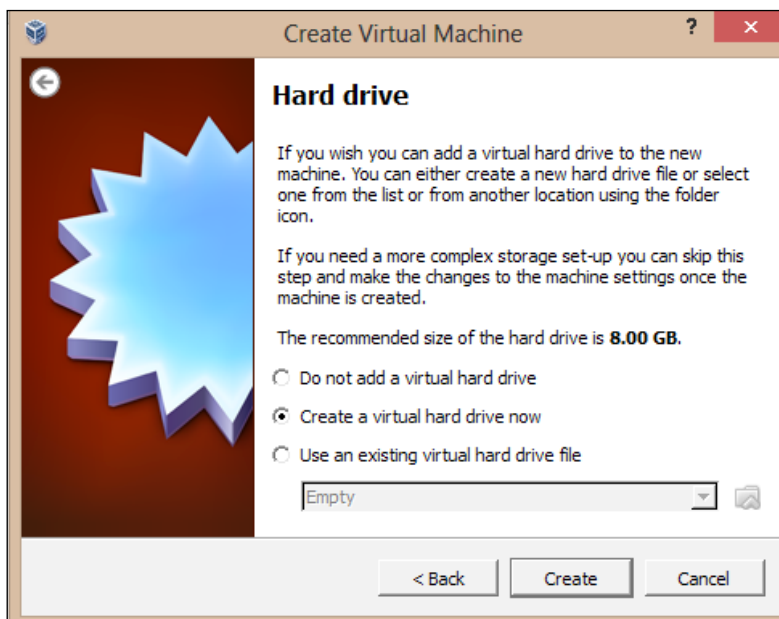 Create Virtual Machine
?
Hard drive
If you wish you can add a virtual hard drive to the new
machine. You can either create a new hard drive file or select
one from the list or from another location using the folder
icon.
If you need a more complex storage set-up you can skip this
step and make the changes to the machine settings once the
machine is created.
The recommended size of the hard drive is 8.00 GB.
Do not add a virtual hard drive
Create a virtual hard drive now
Use an existing virtual hard drive file
Empty
< Back Create Cancel